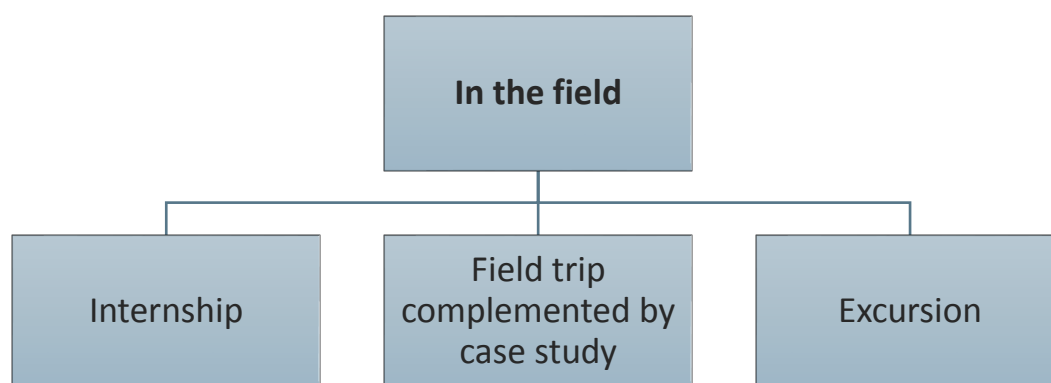 In the field
Internship
Field trip
complemented by
case study
Excursion